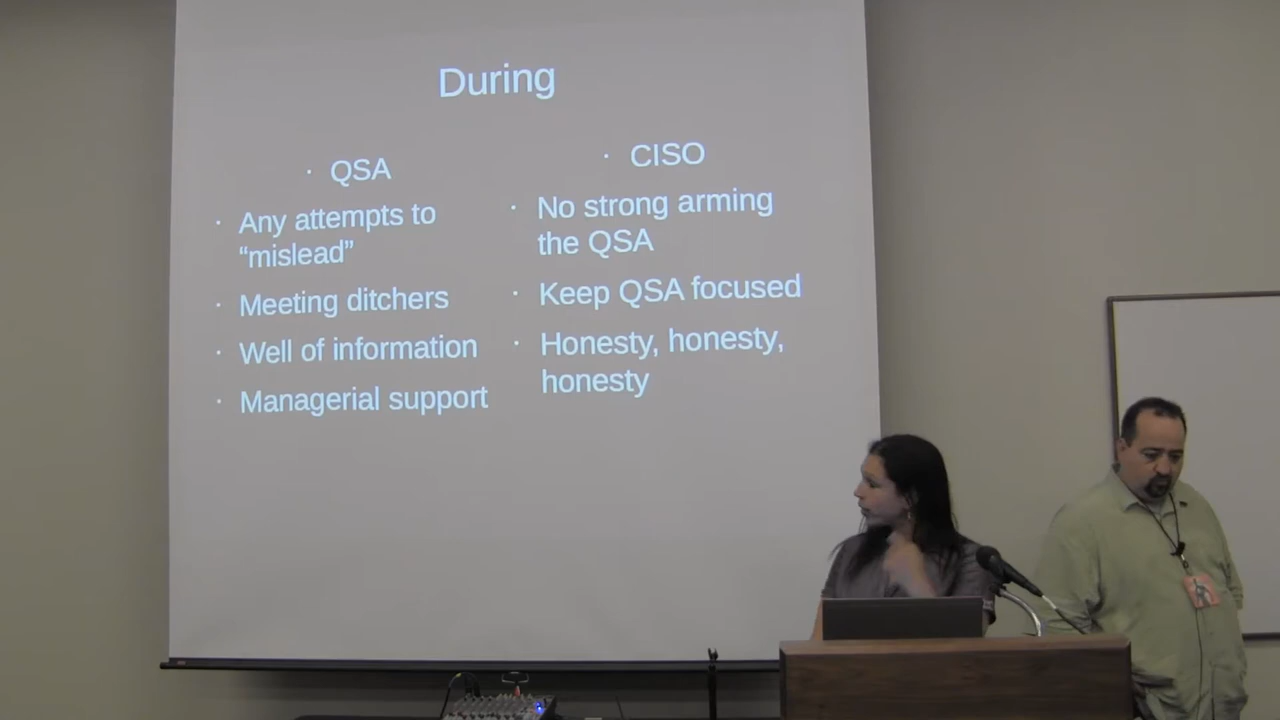 During
· QSA
· Any attempts to
“mislead”
· Meeting ditchers
· Well of information
· Managerial support
· CISO
· No strong arming
the QSA
· Keep QSA focused
· Honesty, honesty,
honesty